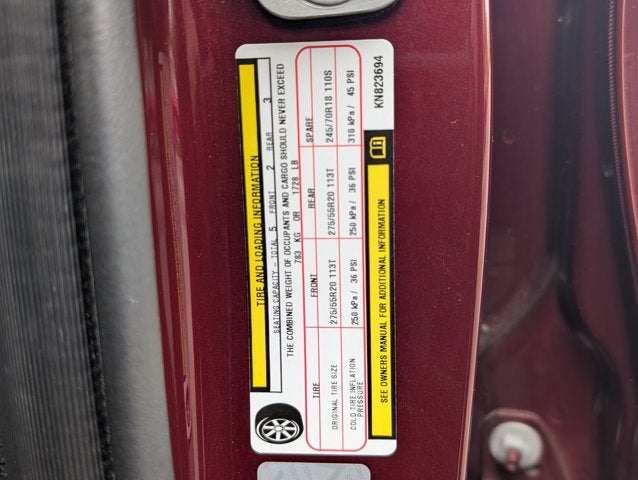 TIRE AND LOADING INFORMATION
SEATING CAPACITY - TOTAL 5 FRONT 2 REAR 3
THE COMBINED WEIGHT OF OCCUPANTS AND CARGO SHOULD NEVER EXCEED
783 KG OR 1728 LB
TIRE FRONT REAR SPARE
ORIGINAL TIRE SIZE 275/55R20 113T 275/55R20 113T 245/70R18 110S
COLD TIRE INFLATION
PRESSURE 250 kPa/ 36 PSI 250 kPa/ 36 PSI 310 kPa/ 45 PSI
SEE OWNERS MANUAL FOR ADDITIONAL INFORMATION
KN823694